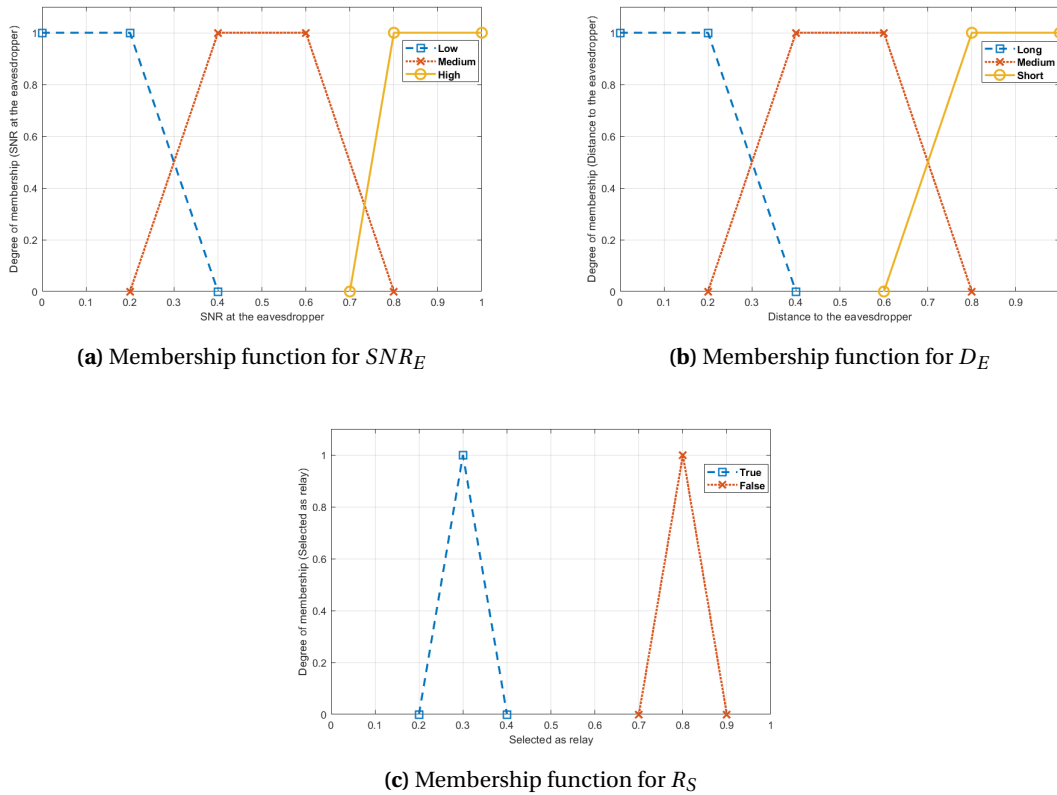 Degree of membership (SNR at the eavesdropper)
1
0.8
0.6
0.4
0.2
0
Low
Medium
High
0 0.1 0.2 0.3 0.4 0.5 0.6 0.7 0.8 0.9 1
SNR at the eavesdropper
(a) Membership function for SNR_E
Degree of membership (Distance to the eavesdropper)
1
0.8
0.6
0.4
0.2
0
Long
Medium
Short
0 0.1 0.2 0.3 0.4 0.5 0.6 0.7 0.8 0.9
Distance to the eavesdropper
(b) Membership function for D_E
Degree of membership (Selected as relay)
1
0.8
0.6
0.4
0.2
0
True
False
0 0.1 0.2 0.3 0.4 0.5 0.6 0.7 0.8 0.9 1
Selected as relay
(c) Membership function for R_S